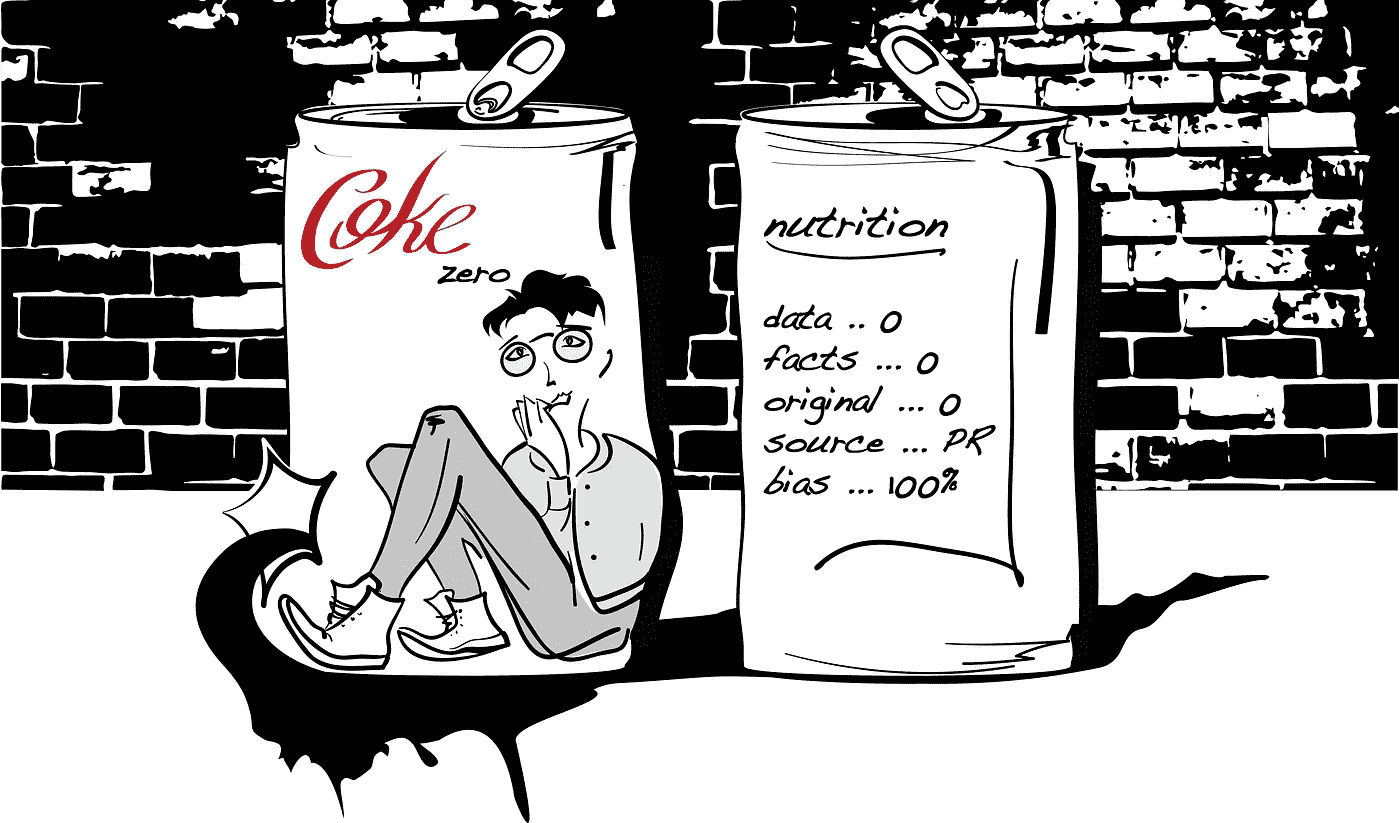 Coke
zero
nutrition
data .. 0
facts ... 0
original ... 0
source ... PR
bias ... 100%